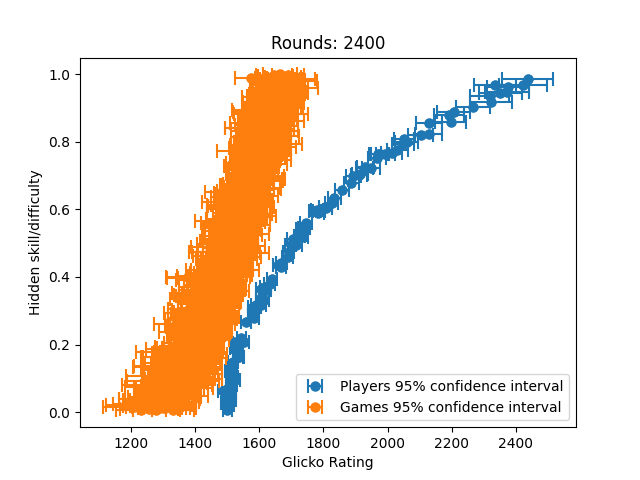 Rounds: 2400
Hidden skill/difficulty
1.0
0.8
0.6
0.4
0.2
0.0
Players 95% confidence interval
Games 95% confidence interval
1200 1400 1600 1800 2000 2200 2400
Glicko Rating